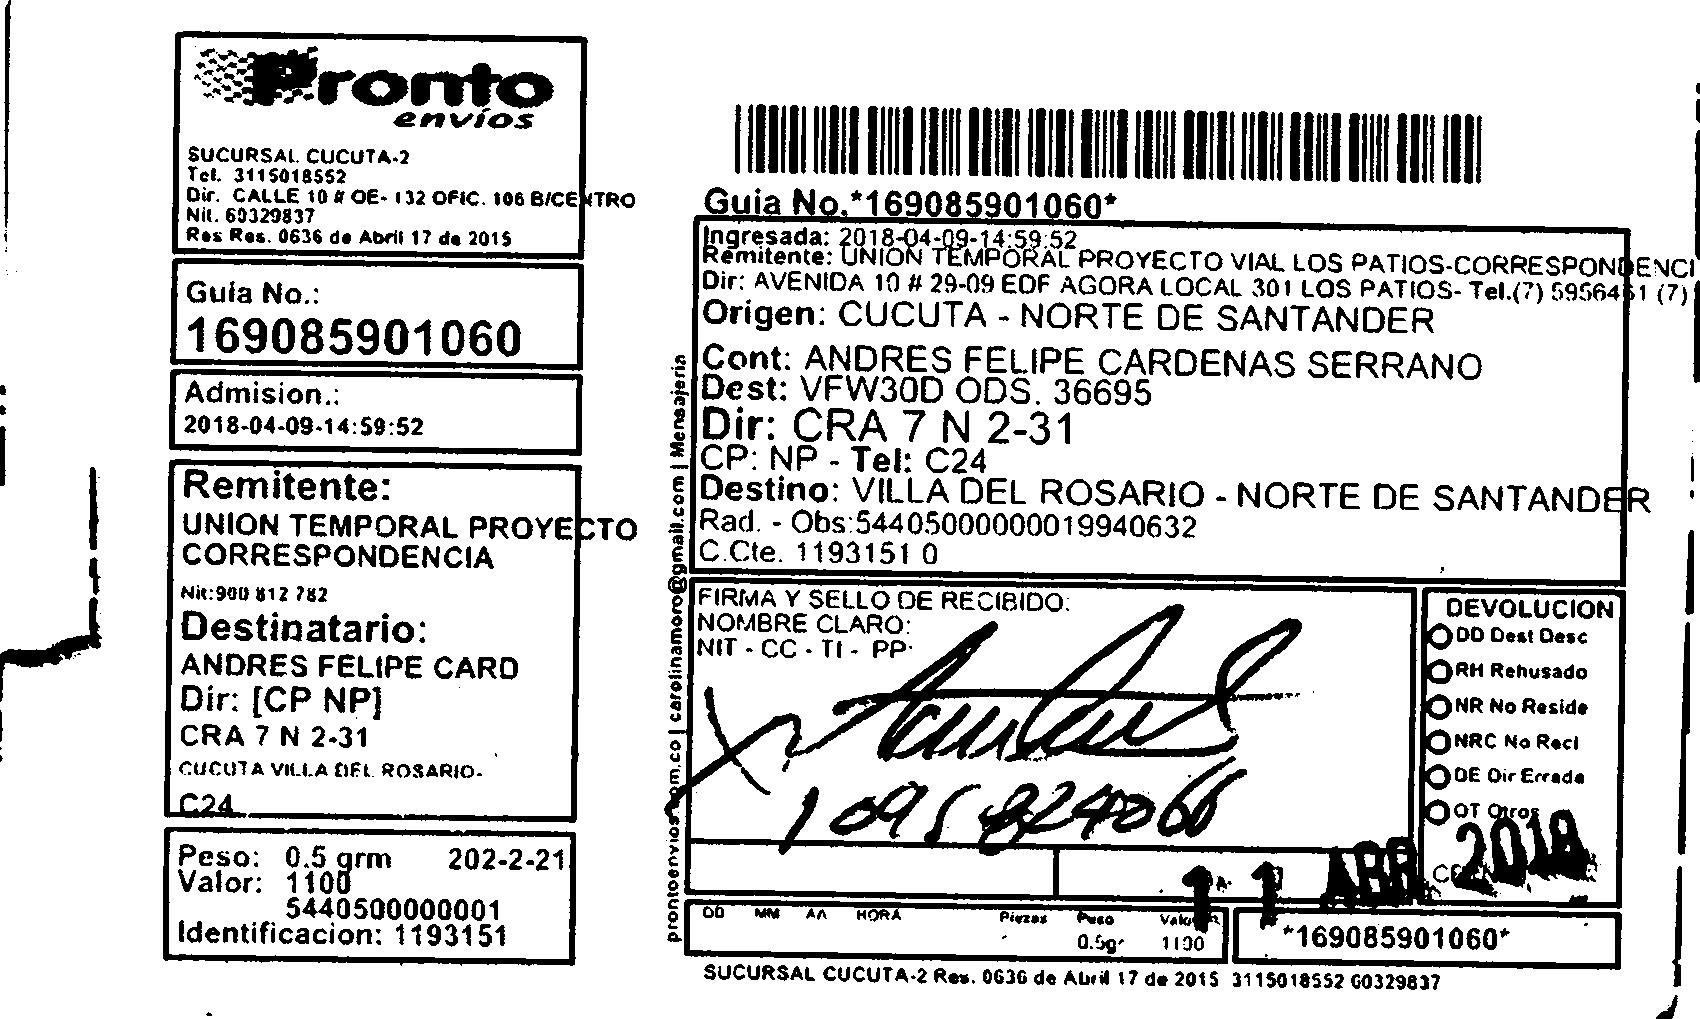 Pronto
envíos
SUCURSAL CUCUTA-2
Tel. 3115018552
Dir. CALLE 10 # OE- 132 OFIC. 106 B/CENTRO
Nit. 60329837
Res Res. 0636 de Abril 17 de 2015
Guia No.:
169085901060
Admision.:
2018-04-09-14:59:52
Remitente:
UNION TEMPORAL PROYECTO
CORRESPONDENCIA
Nit:900 812 782
Destinatario:
ANDRES FELIPE CARD
Dir: [CP NP]
CRA 7 N 2-31
CUCUTA VILLA DEL ROSARIO-
C24
Peso: 0.5 grm 202-2-21
Valor: 1100
5440500000001
Identificacion: 1193151
prontoenvios.com.co | carolinamoro@gmail.com | Mensajeria
Guia No.*169085901060*
Ingresada: 2018-04-09-14:59:52
Remitente: UNION TEMPORAL PROYECTO VIAL LOS PATIOS-CORRESPONDENCI
Dir: AVENIDA 10 # 29-09 EDF AGORA LOCAL 301 LOS PATIOS- Tel.(7) 5956461 (7)
Origen: CUCUTA - NORTE DE SANTANDER
Cont: ANDRES FELIPE CARDENAS SERRANO
Dest: VFW30D ODS. 36695
Dir: CRA 7 N 2-31
CP: NP - Tel: C24
Destino: VILLA DEL ROSARIO - NORTE DE SANTANDER
Rad. - Obs:54405000000019940632
C.Cte. 1193151 0
FIRMA Y SELLO DE RECIBIDO:
NOMBRE CLARO:
NIT - CC - TI - PP:
1095824066
DEVOLUCION
DD Dest Desc
RH Rehusado
NR No Reside
NRC No Recl
DE Dir Errada
OT Otros
11 ABR 2018
DD MM AA HORA Piezas Peso Valor
0.5gr 1100
*169085901060*
SUCURSAL CUCUTA-2 Res. 0636 de Abril 17 de 2015 3115018552 60329837